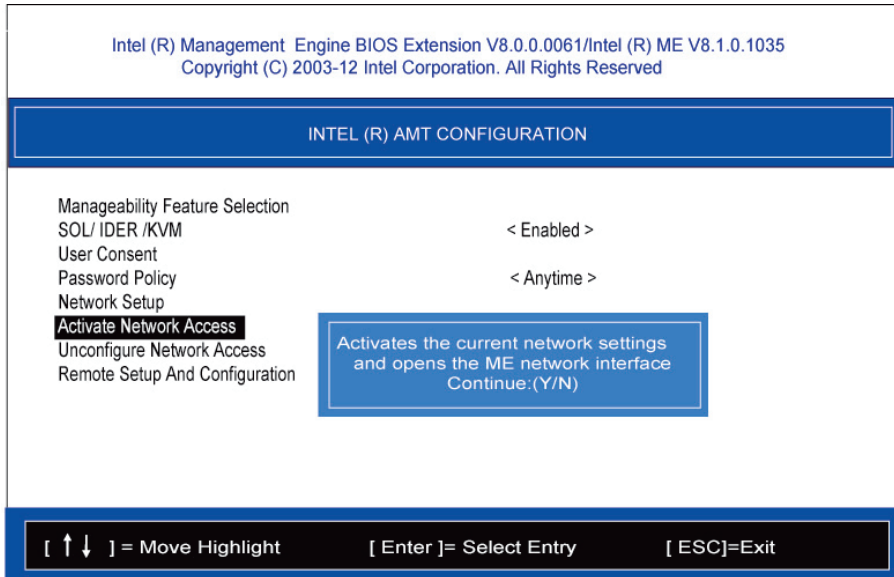 Intel (R) Management Engine BIOS Extension V8.0.0.0061/Intel (R) ME V8.1.0.1035
Copyright (C) 2003-12 Intel Corporation. All Rights Reserved
INTEL (R) AMT CONFIGURATION
Manageability Feature Selection
SOL/ IDER /KVM < Enabled >
User Consent
Password Policy < Anytime >
Network Setup
Activate Network Access
Unconfigure Network Access
Remote Setup And Configuration
Activates the current network settings
and opens the ME network interface
Continue:(Y/N)
[ ↑↓ ] = Move Highlight [ Enter ]= Select Entry [ ESC]=Exit